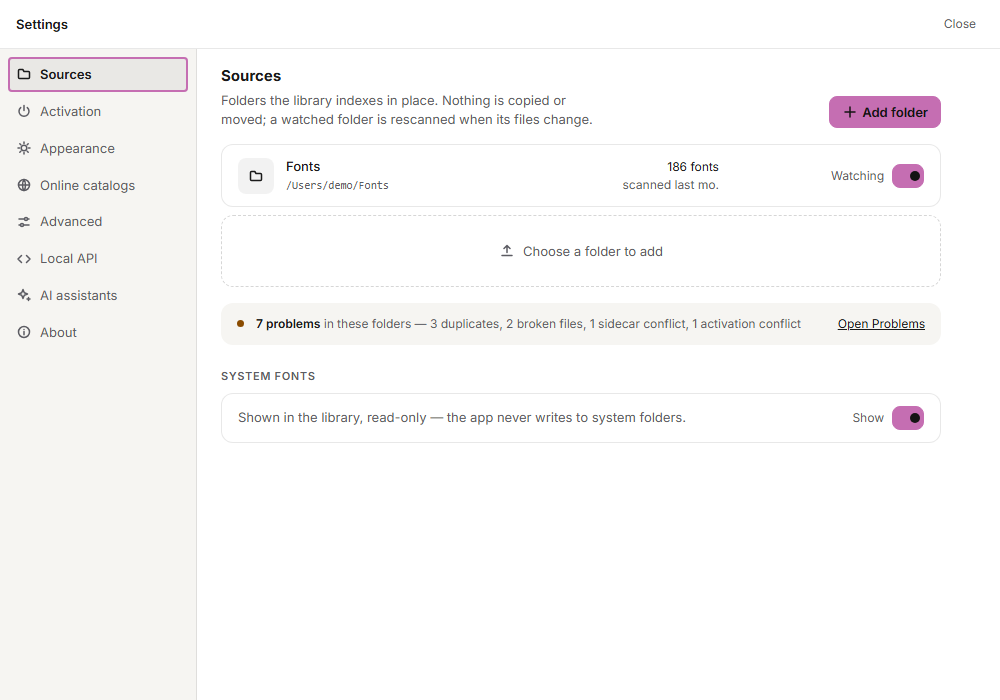 Settings
Close
Sources
Activation
Appearance
Online catalogs
Advanced
Local API
AI assistants
About
Sources
Folders the library indexes in place. Nothing is copied or
moved; a watched folder is rescanned when its files change.
Add folder
Fonts
/Users/demo/Fonts
186 fonts
scanned last mo.
Watching
Choose a folder to add
7 problems in these folders — 3 duplicates, 2 broken files, 1 sidecar conflict, 1 activation conflict
Open Problems
SYSTEM FONTS
Shown in the library, read-only — the app never writes to system folders.
Show